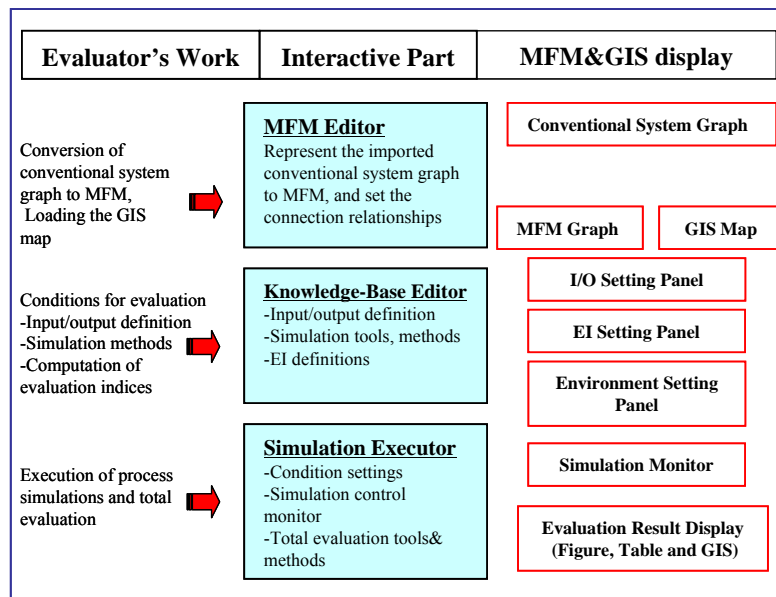 Evaluator's Work
Interactive Part
MFM&GIS display
Conversion of
conventional system
graph to MFM,
Loading the GIS
map
MFM Editor
Represent the imported
conventional system graph
to MFM, and set the
connection relationships
Conventional System Graph
MFM Graph
GIS Map
Conditions for evaluation
-Input/output definition
-Simulation methods
-Computation of
evaluation indices
Knowledge-Base Editor
-Input/output definition
-Simulation tools, methods
-EI definitions
I/O Setting Panel
EI Setting Panel
Environment Setting
Panel
Execution of process
simulations and total
evaluation
Simulation Executor
-Condition settings
-Simulation control
monitor
-Total evaluation tools&
methods
Simulation Monitor
Evaluation Result Display
(Figure, Table and GIS)